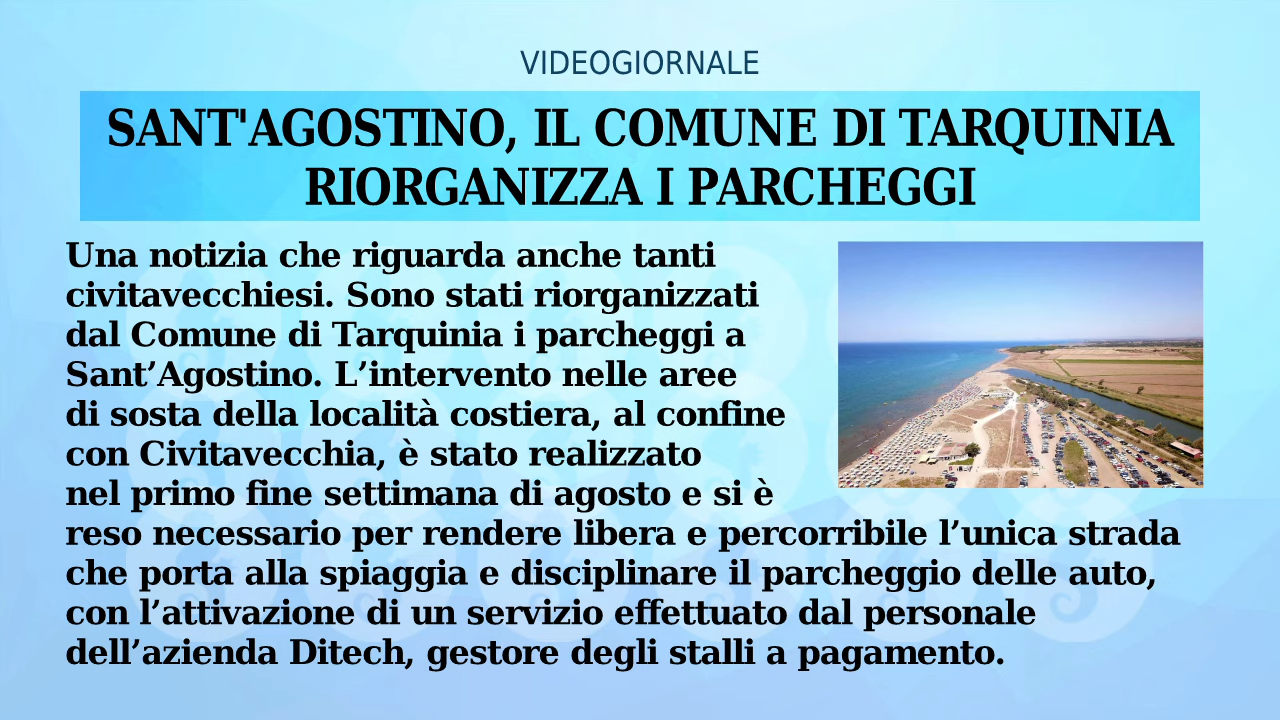 VIDEOGIORNALE
SANT'AGOSTINO, IL COMUNE DI TARQUINIA
RIORGANIZZA I PARCHEGGI
Una notizia che riguarda anche tanti
civitavecchiesi. Sono stati riorganizzati
dal Comune di Tarquinia i parcheggi a
Sant’Agostino. L’intervento nelle aree
di sosta della località costiera, al confine
con Civitavecchia, è stato realizzato
nel primo fine settimana di agosto e si è
reso necessario per rendere libera e percorribile l’unica strada
che porta alla spiaggia e disciplinare il parcheggio delle auto,
con l’attivazione di un servizio effettuato dal personale
dell’azienda Ditech, gestore degli stalli a pagamento.